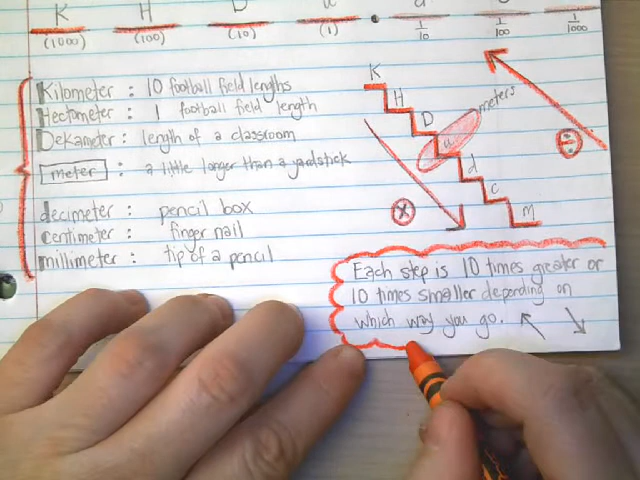 K H D u d c
(1000) (100) (10) (1) 1/10 1/100 1/1000
Kilometer : 10 football field lengths
Hectometer : 1 football field length
DeKameter : length of a classroom
meter : a little longer than a yardstick
decimeter : pencil box
centimeter : finger nail
millimeter : tip of a pencil
K
H
D
u
meters
d
c
m
÷
x
Each step is 10 times greater or
10 times smaller depending on
which way you go.